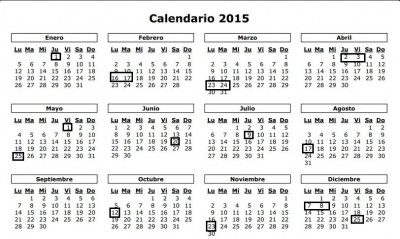 Calendario 2015
Enero
Lu Ma Mi Ju Vi Sa Do
1 2 3 4
5 6 7 8 9 10 11
12 13 14 15 16 17 18
19 20 21 22 23 24 25
26 27 28 29 30 31
Febrero
Lu Ma Mi Ju Vi Sa Do
1
2 3 4 5 6 7 8
9 10 11 12 13 14 15
16 17 18 19 20 21 22
23 24 25 26 27 28
Marzo
Lu Ma Mi Ju Vi Sa Do
1
2 3 4 5 6 7 8
9 10 11 12 13 14 15
16 17 18 19 20 21 22
23 24 25 26 27 28 29
30 31
Abril
Lu Ma Mi Ju Vi Sa Do
1 2 3 4 5
6 7 8 9 10 11 12
13 14 15 16 17 18 19
20 21 22 23 24 25 26
27 28 29 30
Mayo
Lu Ma Mi Ju Vi Sa Do
1 2 3
4 5 6 7 8 9 10
11 12 13 14 15 16 17
18 19 20 21 22 23 24
25 26 27 28 29 30 31
Junio
Lu Ma Mi Ju Vi Sa Do
1 2 3 4 5 6 7
8 9 10 11 12 13 14
15 16 17 18 19 20 21
22 23 24 25 26 27 28
29 30
Julio
Lu Ma Mi Ju Vi Sa Do
1 2 3 4 5
6 7 8 9 10 11 12
13 14 15 16 17 18 19
20 21 22 23 24 25 26
27 28 29 30 31
Agosto
Lu Ma Mi Ju Vi Sa Do
1 2
3 4 5 6 7 8 9
10 11 12 13 14 15 16
17 18 19 20 21 22 23
24 25 26 27 28 29 30
31
Septiembre
Lu Ma Mi Ju Vi Sa Do
1 2 3 4 5 6
7 8 9 10 11 12 13
14 15 16 17 18 19 20
21 22 23 24 25 26 27
28 29 30
Octubre
Lu Ma Mi Ju Vi Sa Do
1 2 3 4
5 6 7 8 9 10 11
12 13 14 15 16 17 18
19 20 21 22 23 24 25
26 27 28 29 30 31
Noviembre
Lu Ma Mi Ju Vi Sa Do
1
2 3 4 5 6 7 8
9 10 11 12 13 14 15
16 17 18 19 20 21 22
23 24 25 26 27 28 29
30
Diciembre
Lu Ma Mi Ju Vi Sa Do
1 2 3 4 5 6
7 8 9 10 11 12 13
14 15 16 17 18 19 20
21 22 23 24 25 26 27
28 29 30 31